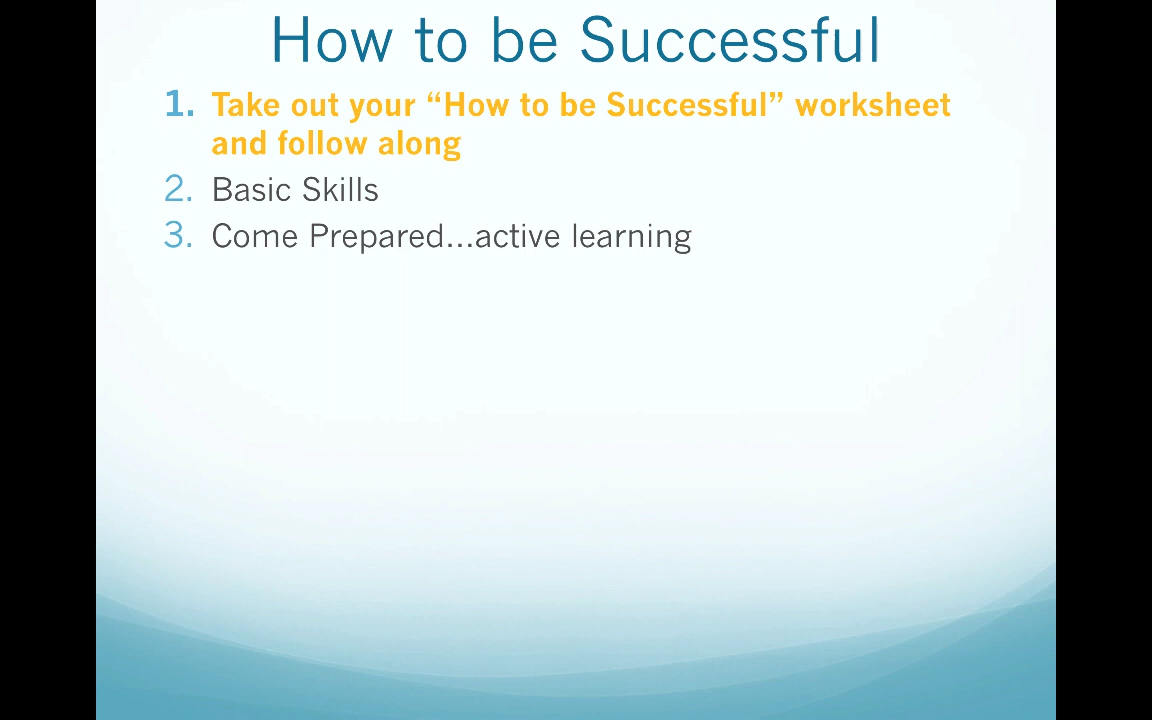 How to be Successful
1. Take out your “How to be Successful” worksheet
and follow along
2. Basic Skills
3. Come Prepared...active learning